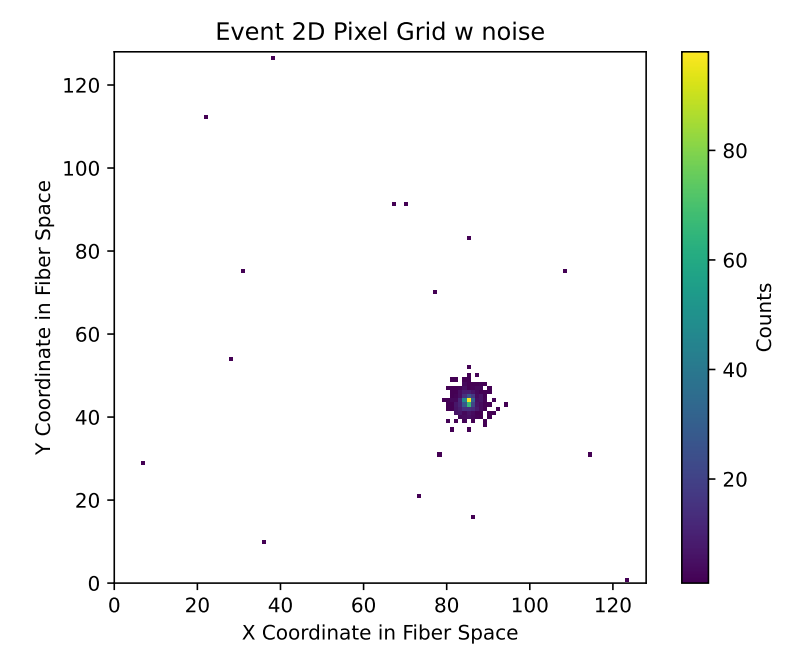 Event 2D Pixel Grid w noise
Y Coordinate in Fiber Space
120
100
80
60
40
20
0
0 20 40 60 80 100 120
X Coordinate in Fiber Space
80
60
40
20
Counts